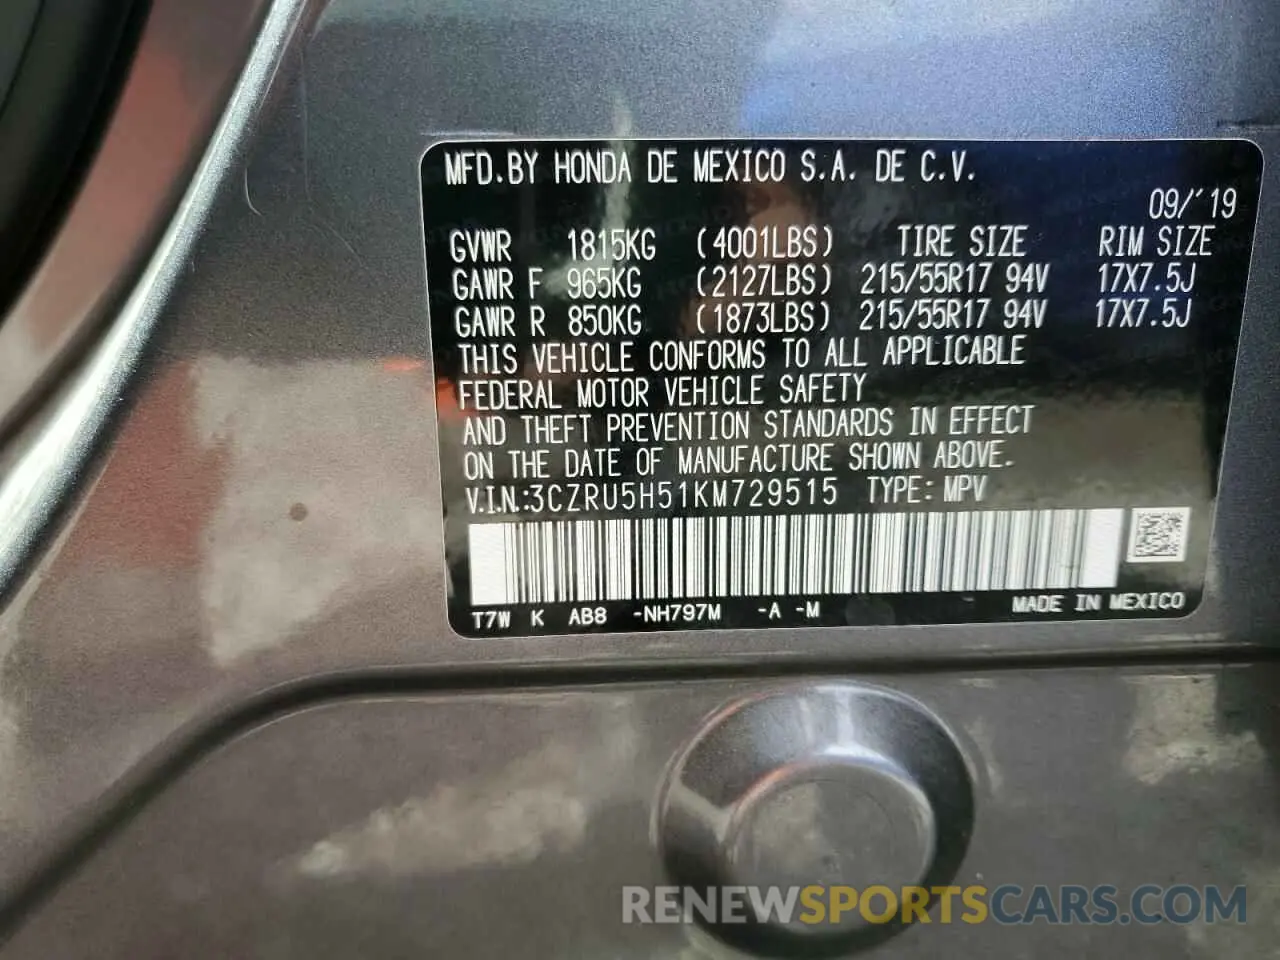 MFD.BY HONDA DE MEXICO S.A. DE C.V.
09/'19
GVWR 1815KG (4001LBS) TIRE SIZE RIM SIZE
GAWR F 965KG (2127LBS) 215/55R17 94V 17X7.5J
GAWR R 850KG (1873LBS) 215/55R17 94V 17X7.5J
THIS VEHICLE CONFORMS TO ALL APPLICABLE
FEDERAL MOTOR VEHICLE SAFETY
AND THEFT PREVENTION STANDARDS IN EFFECT
ON THE DATE OF MANUFACTURE SHOWN ABOVE.
V.I.N.:3CZRU5H51KM729515 TYPE: MPV
T7W K AB8 -NH797M -A -M MADE IN MEXICO
RENEWSPORTSCARS.COM